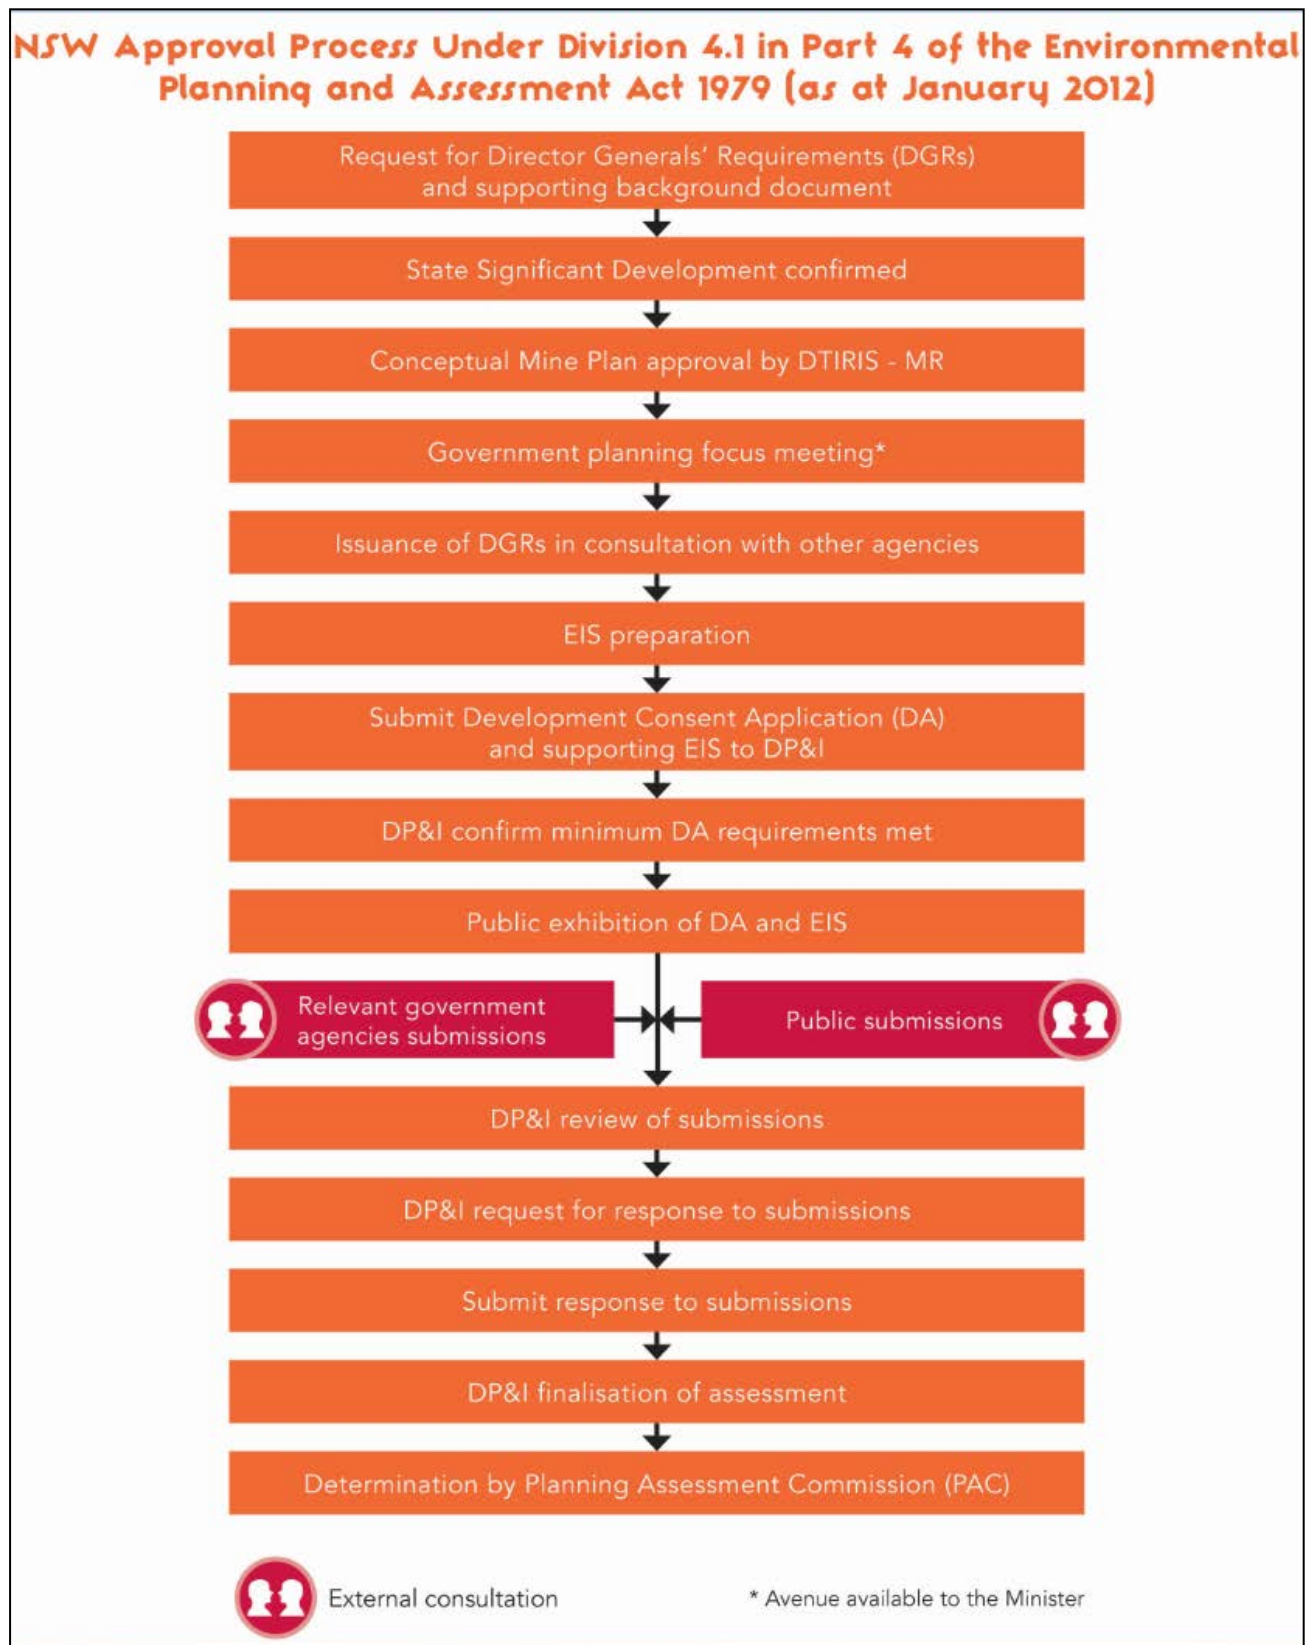 NSW Approval Process Under Division 4.1 in Part 4 of the Environmental
Planning and Assessment Act 1979 (as at January 2012)
Request for Director Generals' Requirements (DGRs)
and supporting background document
State Significant Development confirmed
Conceptual Mine Plan approval by DTIRIS - MR
Government planning focus meeting*
Issuance of DGRs in consultation with other agencies
EIS preparation
Submit Development Consent Application (DA)
and supporting EIS to DP&I
DP&I confirm minimum DA requirements met
Public exhibition of DA and EIS
Relevant government
agencies submissions
Public submissions
DP&I review of submissions
DP&I request for response to submissions
Submit response to submissions
DP&I finalisation of assessment
Determination by Planning Assessment Commission (PAC)
External consultation
* Avenue available to the Minister